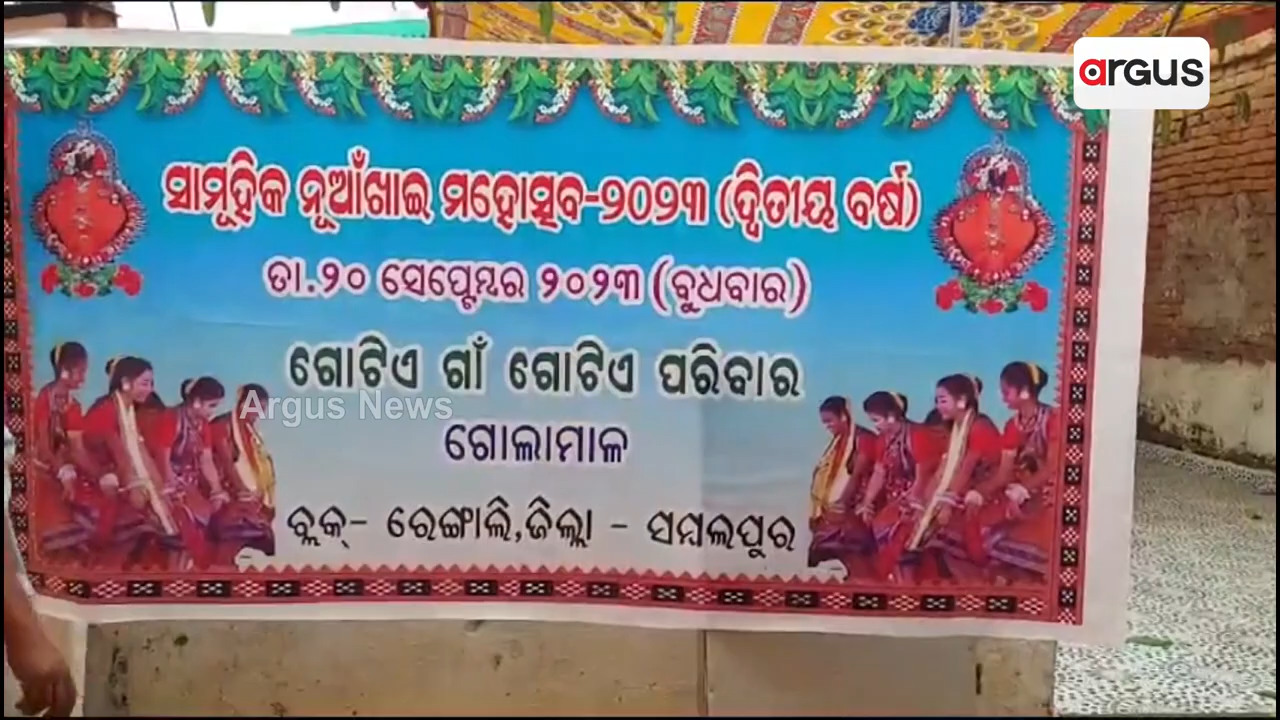 argus
ସାମୂହିକ ନୂଆଁଖାଇ ମହୋତ୍ସବ-୨୦୨୩ (ଦ୍ୱିତୀୟ ବର୍ଷ)
ତା.୨୦ ସେପ୍ଟେମ୍ବର ୨୦୨୩ (ବୁଧବାର)
ଗୋଟିଏ ଗାଁ ଗୋଟିଏ ପରିବାର
Argus News
ଗୋଲାମାଳ
ବ୍ଲକ୍- ରେଙ୍ଗାଲି,ଜିଲ୍ଲା - ସମ୍ବଲପୁର